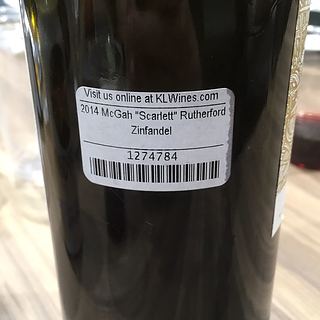 Visit us online at KLWines.com
2014 McGah "Scarlett" Rutherford
Zinfandel
1274784